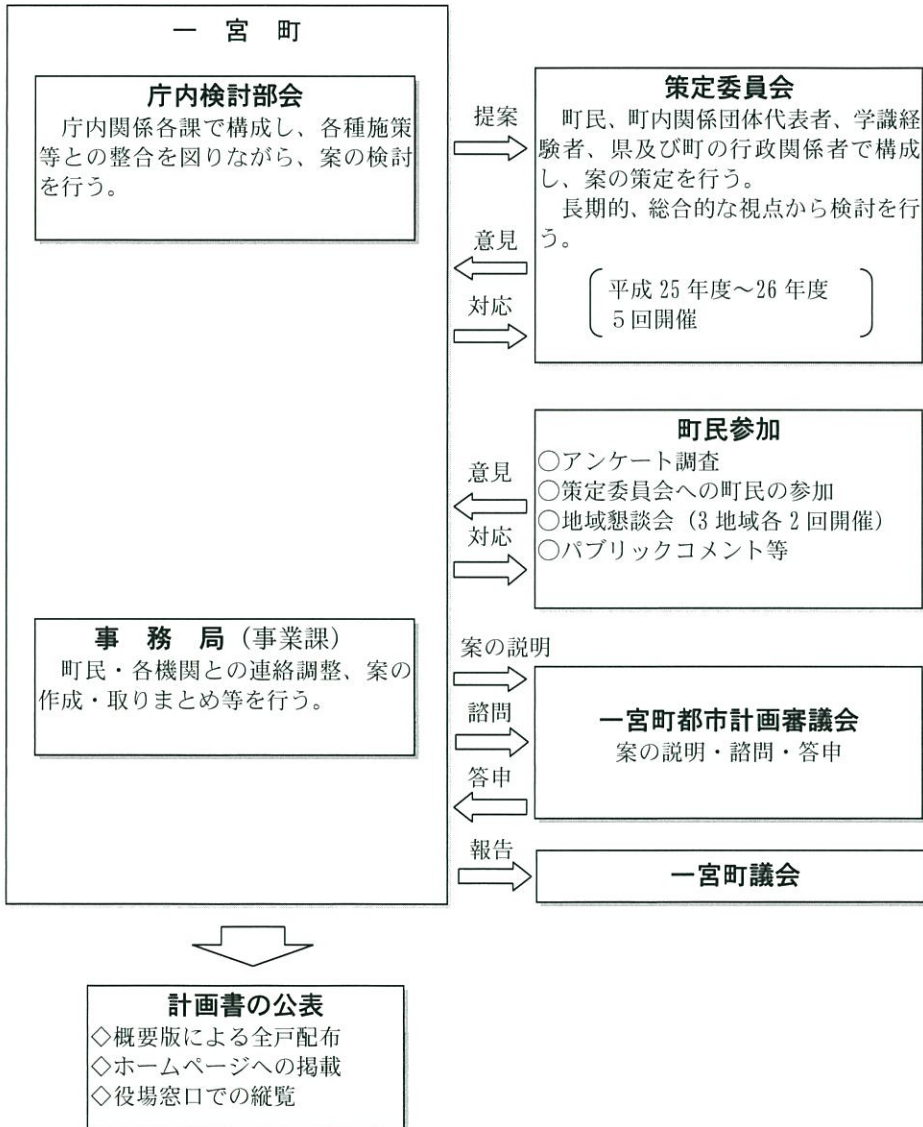 一 宮 町
庁内検討部会
庁内関係各課で構成し、各種施策
等との整合を図りながら、案の検討
を行う。
提案
意見
対応
策定委員会
町民、町内関係団体代表者、学識経
験者、県及び町の行政関係者で構成
し、案の策定を行う。
長期的、総合的な視点から検討を行
う。
平成 25 年度～26 年度
5 回開催
意見
対応
町民参加
○アンケート調査
○策定委員会への町民の参加
○地域懇談会（3 地域各 2 回開催）
○パブリックコメント等
事 務 局（事業課）
町民・各機関との連絡調整、案の
作成・取りまとめ等を行う。
案の説明
諮問
答申
一宮町都市計画審議会
案の説明・諮問・答申
報告
一宮町議会
計画書の公表
◇概要版による全戸配布
◇ホームページへの掲載
◇役場窓口での縦覧